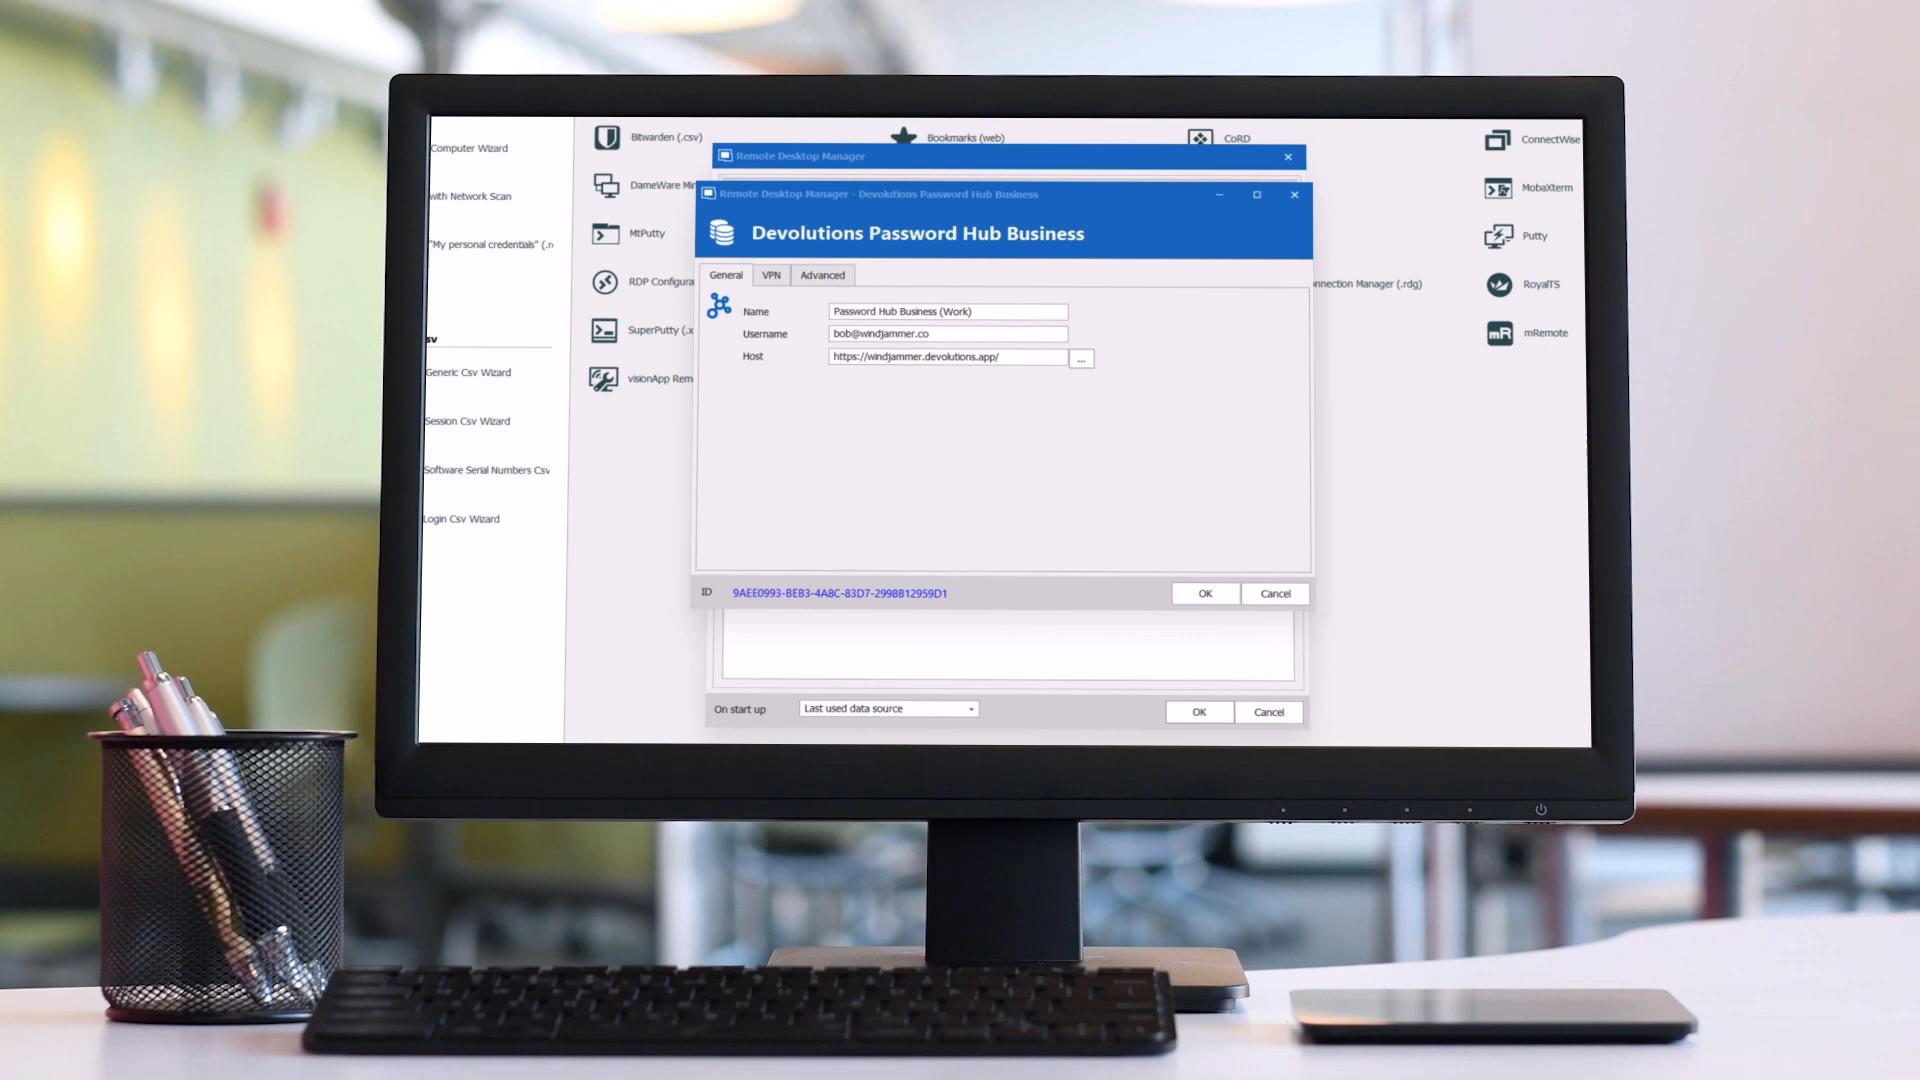 Computer Wizard
with Network Scan
"My personal credentials" (.r
sv
Generic Csv Wizard
Session Csv Wizard
Software Serial Numbers Csv
Login Csv Wizard
Bitwarden (.csv)
Bookmarks (web)
CoRD
ConnectWise
DameWare
MobaXterm
MtPutty
Putty
RDP Configura
nnection Manager (.rdg)
RoyalTS
SuperPutty (.x
mR
mRemote
visionApp Rem
Remote Desktop Manager
Remote Desktop Manager - Devolutions Password Hub Business
Devolutions Password Hub Business
General
VPN
Advanced
Name
Password Hub Business (Work)
Username
bob@windjammer.co
Host
https://windjammer.devolutions.app/
...
ID
9AEE0993-BEB3-4A8C-83D7-2998B12959D1
OK
Cancel
On start up
Last used data source
OK
Cancel